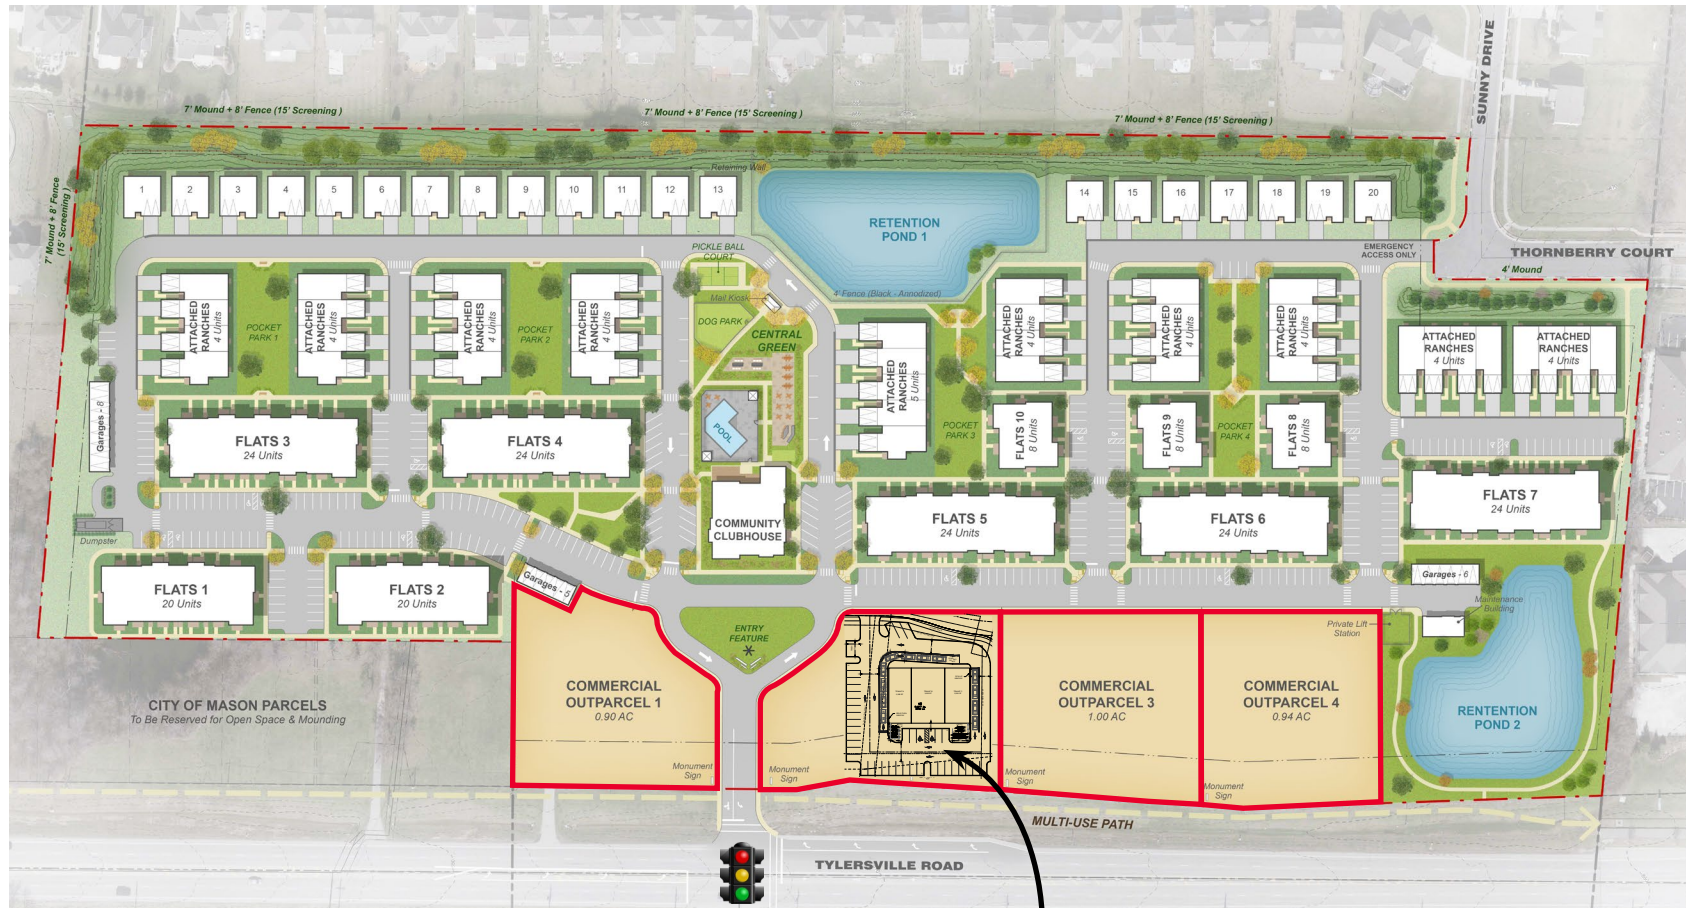 SUNNY DRIVE
7' Mound + 8' Fence (15' Screening )
7' Mound + 8' Fence (15' Screening )
7' Mound + 8' Fence (15' Screening )
7' Mound + 8' Fence
(15' Screening )
Retaining Wall
1
2
3
4
5
6
7
8
9
10
11
12
13
14
15
16
17
18
19
20
RETENTION
POND 1
EMERGENCY
ACCESS ONLY
THORNBERRY COURT
4' Mound
PICKLE BALL
COURT
Mail Kiosk
DOG PARK
4' Fence (Black - Annodized)
CENTRAL
GREEN
ATTACHED
RANCHES
4 Units
POCKET
PARK 1
ATTACHED
RANCHES
4 Units
ATTACHED
RANCHES
4 Units
POCKET
PARK 2
ATTACHED
RANCHES
4 Units
ATTACHED
RANCHES
5 Units
ATTACHED
RANCHES
4 Units
ATTACHED
RANCHES
4 Units
ATTACHED
RANCHES
4 Units
ATTACHED
RANCHES
4 Units
ATTACHED
RANCHES
4 Units
Garages - 8
FLATS 3
24 Units
FLATS 4
24 Units
POOL
POCKET
PARK 3
FLATS 10
8 Units
FLATS 9
8 Units
POCKET
PARK 4
FLATS 8
8 Units
COMMUNITY
CLUBHOUSE
FLATS 5
24 Units
FLATS 6
24 Units
FLATS 7
24 Units
Dumpster
FLATS 1
20 Units
FLATS 2
20 Units
Garages - 5
Garages - 6
Maintenance
Building
Private Lift
Station
ENTRY
FEATURE
CITY OF MASON PARCELS
To Be Reserved for Open Space & Mounding
COMMERCIAL
OUTPARCEL 1
0.90 AC
COMMERCIAL
OUTPARCEL 3
1.00 AC
COMMERCIAL
OUTPARCEL 4
0.94 AC
RENTENTION
POND 2
Monument
Sign
Monument
Sign
Monument
Sign
Monument
Sign
MULTI-USE PATH
TYLERSVILLE ROAD